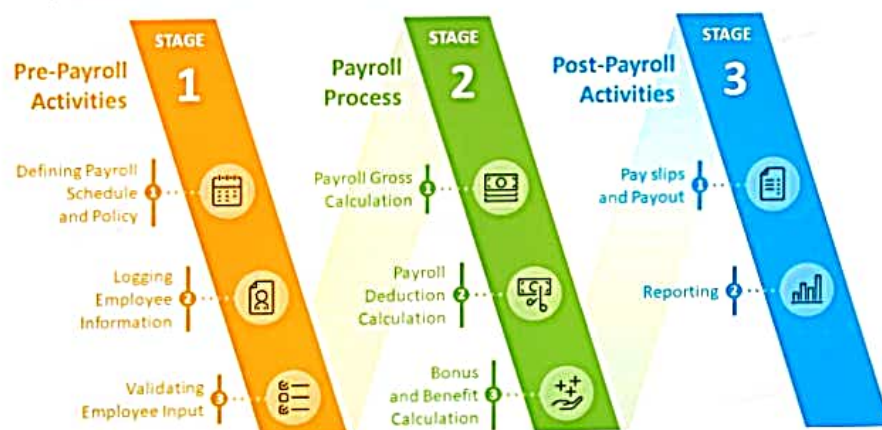 STAGE
1
Pre-Payroll
Activities
1
Defining Payroll
Schedule
and Policy
2
Logging
Employee
Information
3
Validating
Employee Input
STAGE
2
Payroll
Process
1
Payroll Gross
Calculation
2
Payroll
Deduction
Calculation
3
Bonus
and Benefit
Calculation
STAGE
3
Post-Payroll
Activities
1
Pay slips
and Payout
2
Reporting